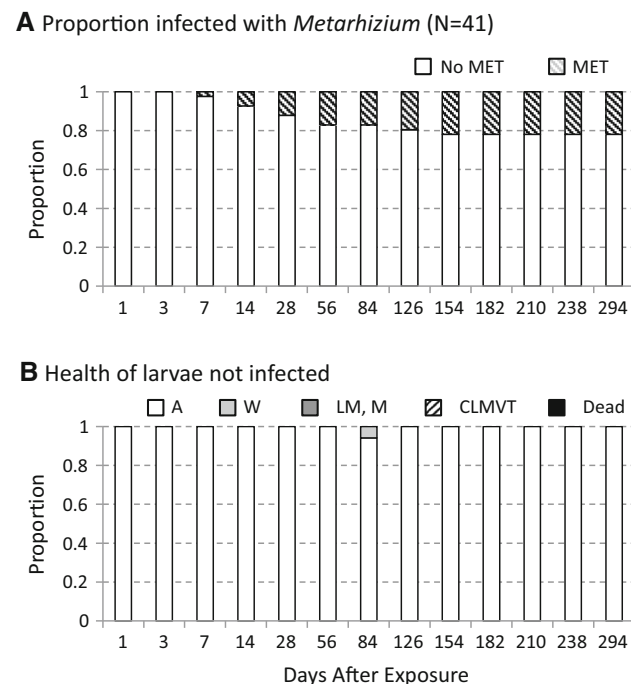 A Proportion infected with Metarhizium (N=41)
No MET MET
Proportion
1
0.8
0.6
0.4
0.2
0
1 3 7 14 28 56 84 126 154 182 210 238 294
B Health of larvae not infected
A W LM, M CLMVT Dead
Proportion
1
0.8
0.6
0.4
0.2
0
1 3 7 14 28 56 84 126 154 182 210 238 294
Days After Exposure